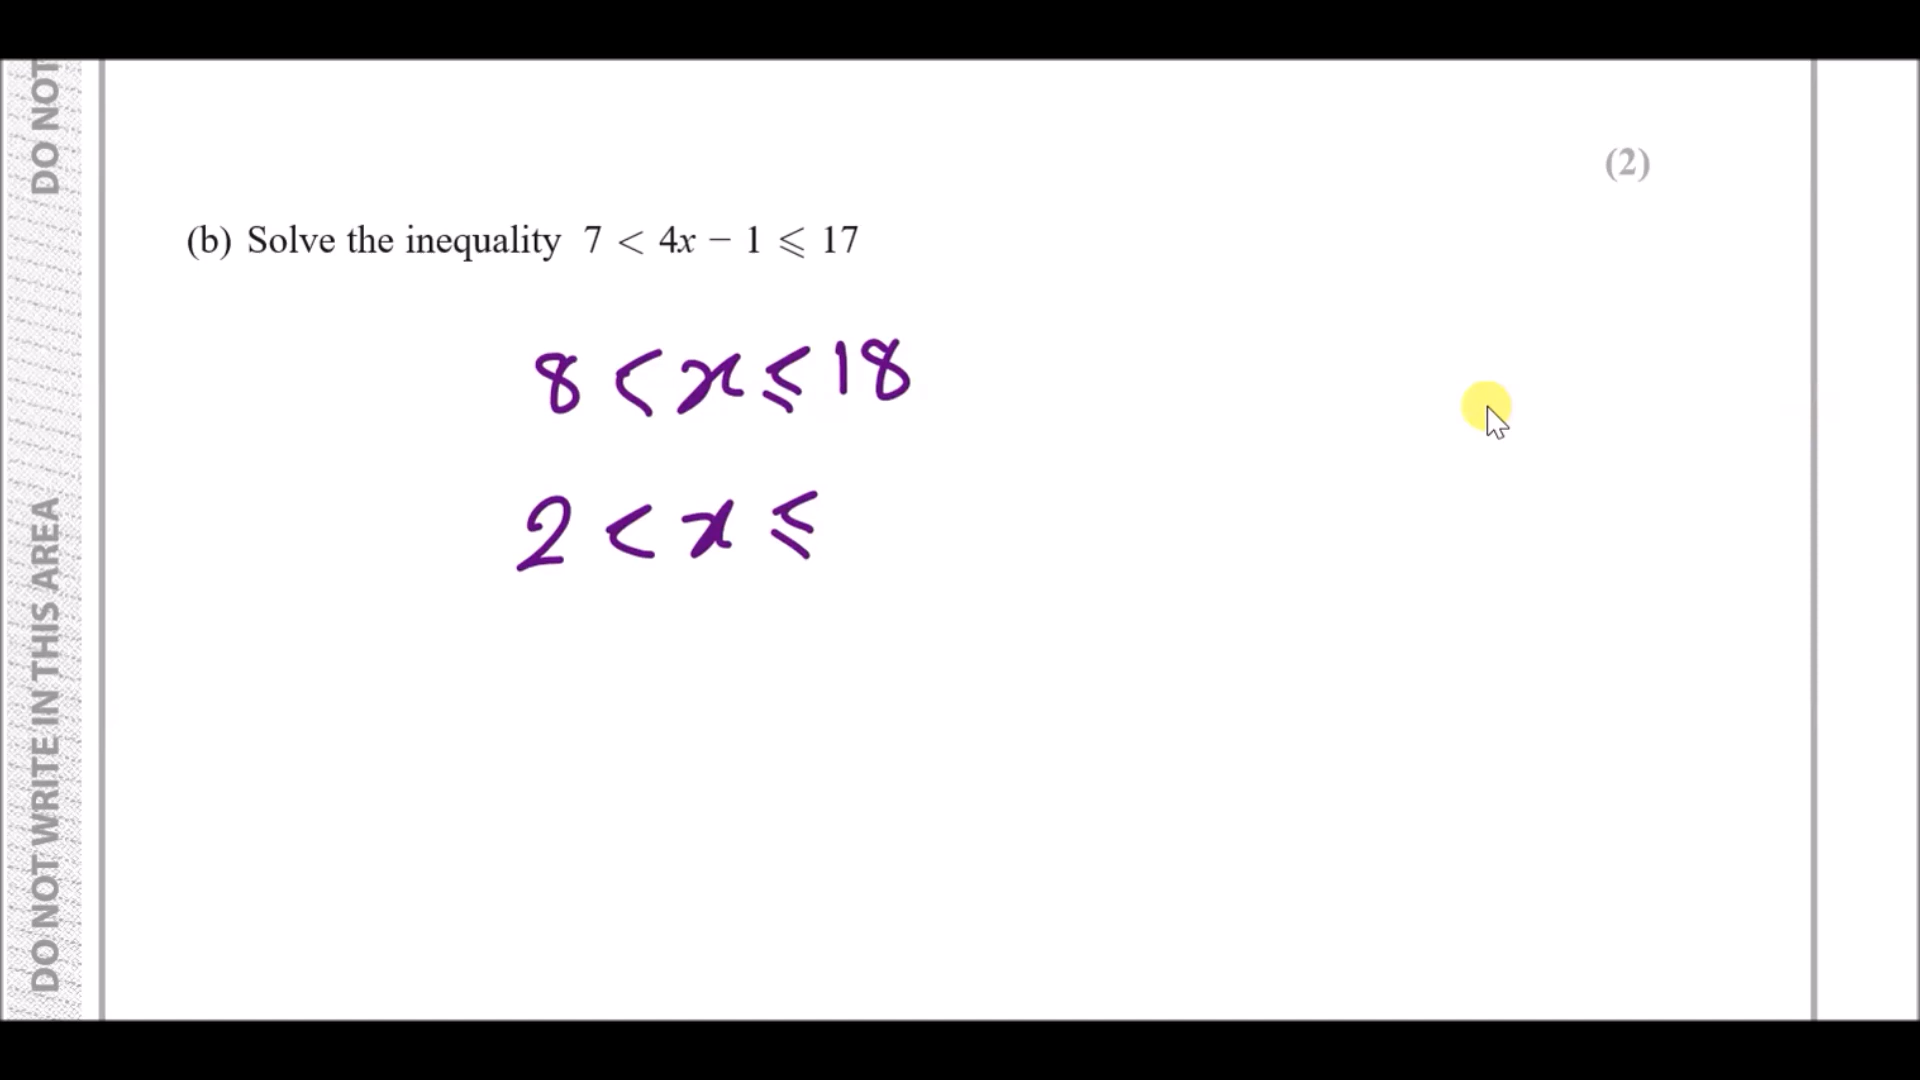 DO NOT
(2)
(b) Solve the inequality 7 < 4x − 1 ⩽ 17
8 < x ≤ 18
2 < x ≤
DO NOT WRITE IN THIS AREA